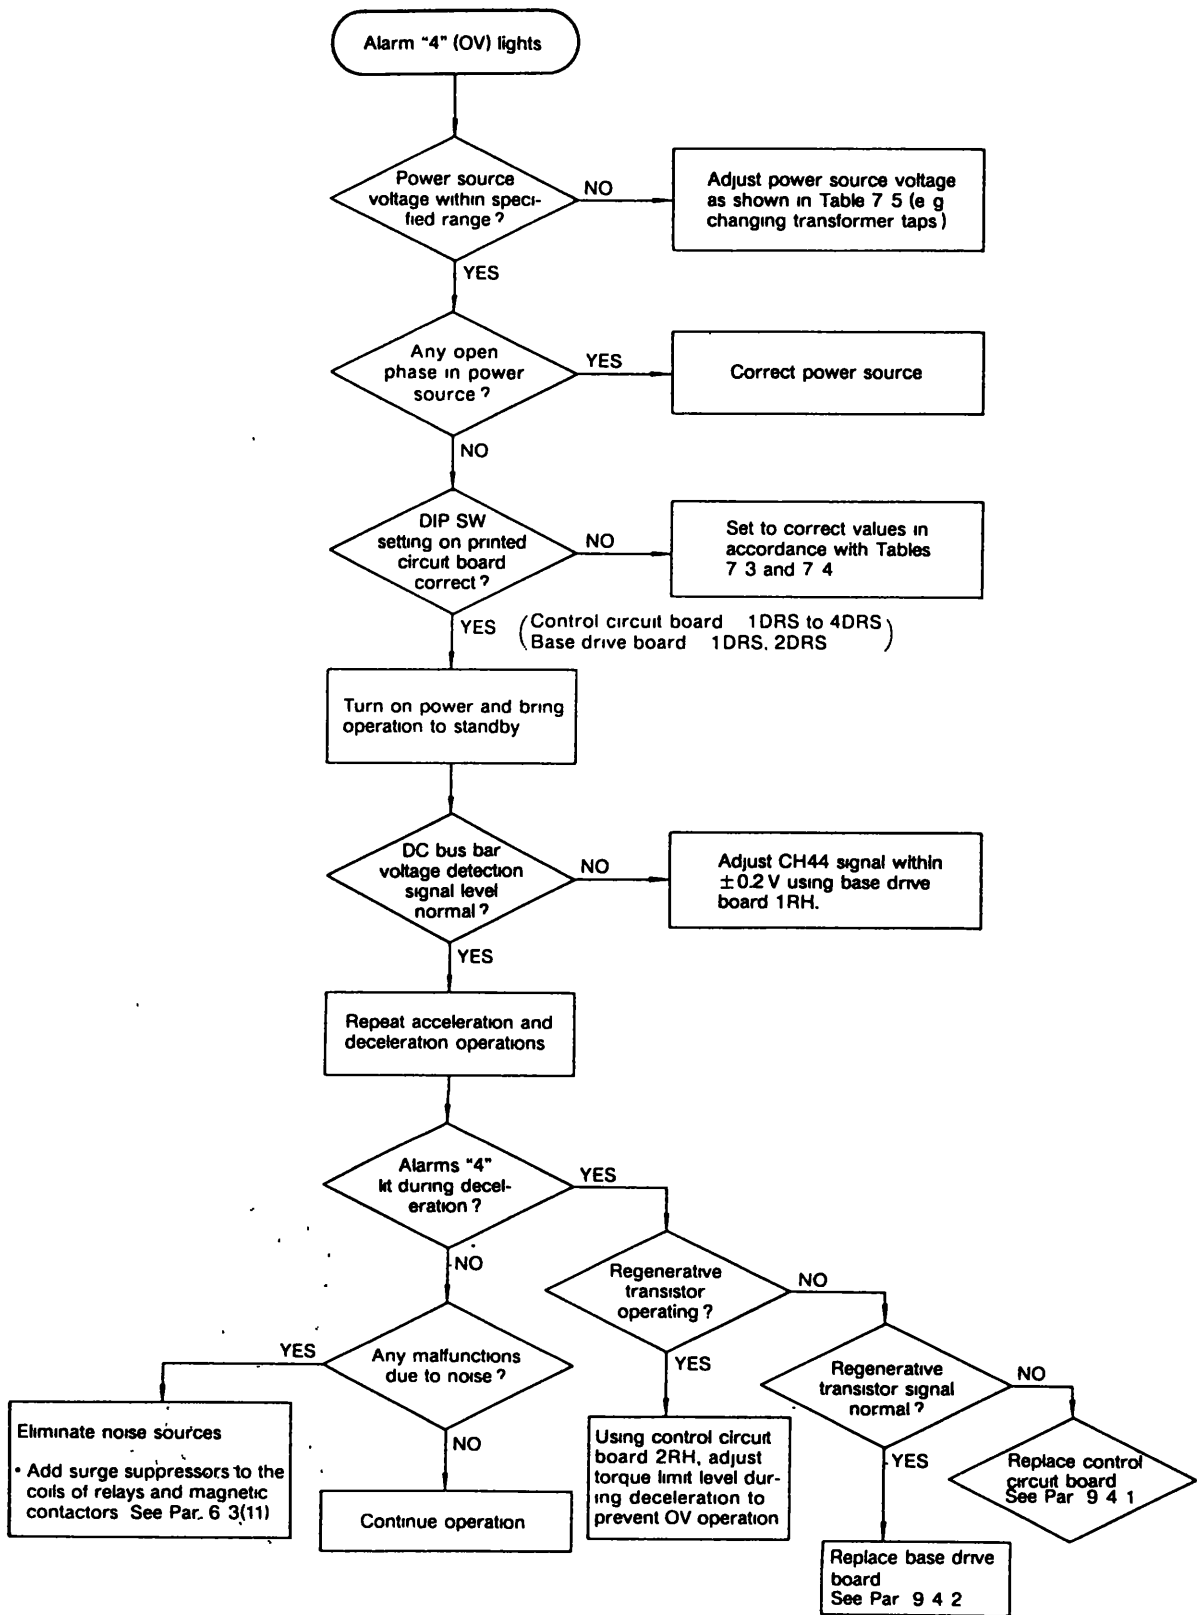 Alarm "4" (OV) lights
Power source
voltage within speci-
fied range?
NO
Adjust power source voltage
as shown in Table 7 5 (e g
changing transformer taps)
YES
Any open
phase in power
source?
YES
Correct power source
NO
DIP SW
setting on printed
circuit board
correct?
NO
Set to correct values in
accordance with Tables
7 3 and 7 4
YES
(Control circuit board 1DRS to 4DRS
Base drive board 1DRS, 2DRS)
Turn on power and bring
operation to standby
DC bus bar
voltage detection
signal level
normal?
NO
Adjust CH44 signal within
±0.2 V using base drive
board 1RH.
YES
Repeat acceleration and
deceleration operations
Alarms "4"
lit during decel-
eration?
YES
NO
Regenerative
transistor
operating?
NO
YES
Any malfunctions
due to noise?
YES
Regenerative
transistor signal
normal?
NO
Eliminate noise sources
• Add surge suppressors to the
coils of relays and magnetic
contactors See Par. 6 3(11)
NO
Continue operation
Using control circuit
board 2RH, adjust
torque limit level dur-
ing deceleration to
prevent OV operation
YES
Replace control
circuit board
See Par 9 4 1
Replace base drive
board
See Par 9 4 2